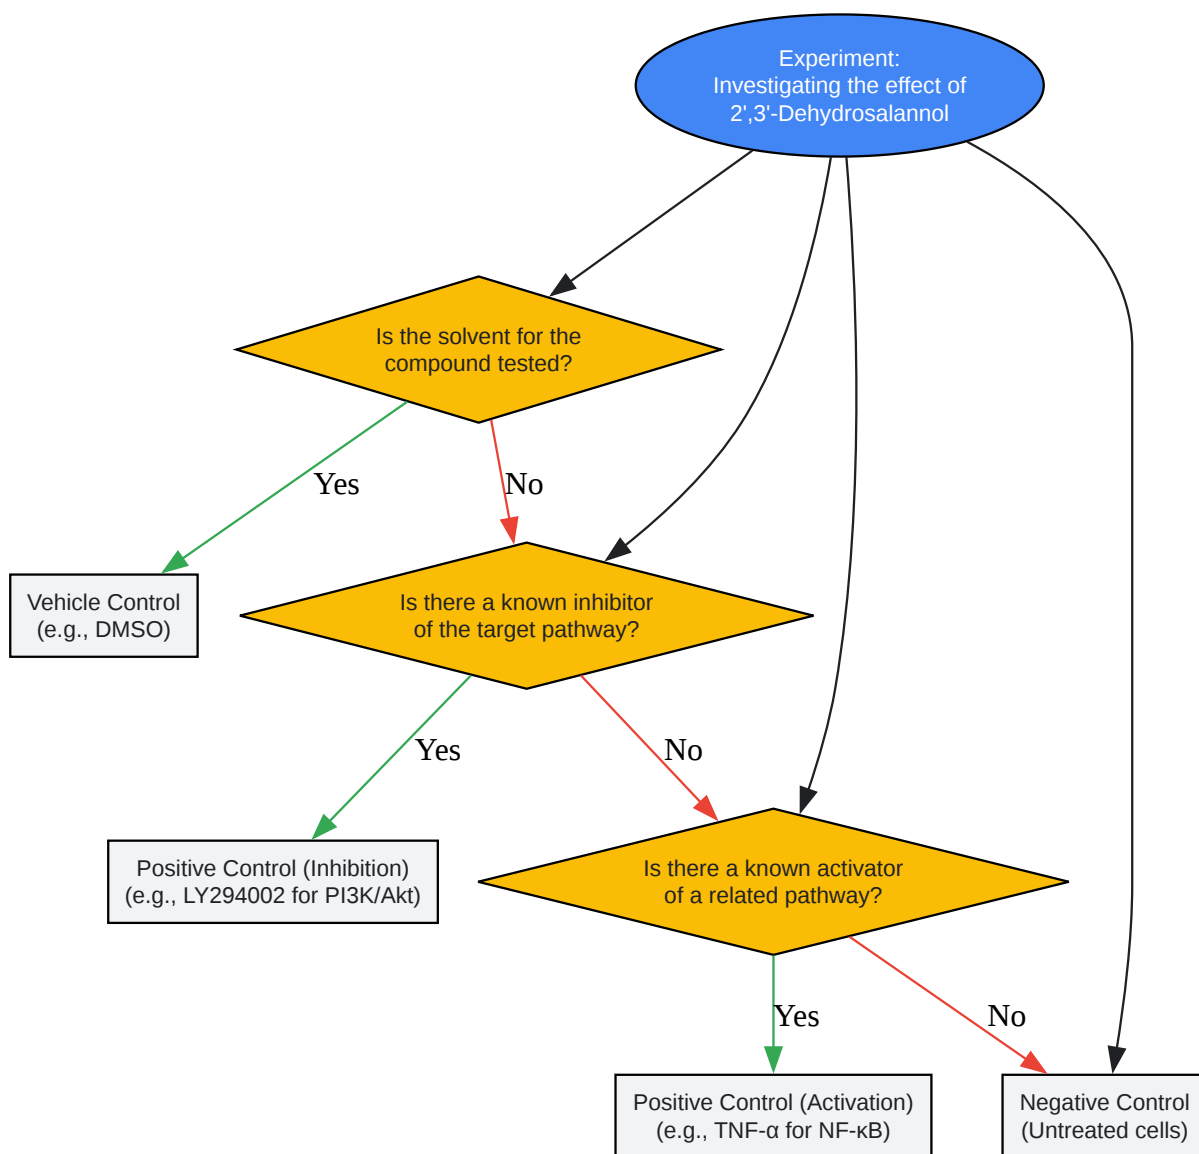 Experiment:
Investigating the effect of
2',3'-Dehydrosalannol
Is the solvent for the
compound tested?
Yes
No
Vehicle Control
(e.g., DMSO)
Is there a known inhibitor
of the target pathway?
Yes
No
Positive Control (Inhibition)
(e.g., LY294002 for PI3K/Akt)
Is there a known activator
of a related pathway?
Yes
No
Positive Control (Activation)
(e.g., TNF-α for NF-κB)
Negative Control
(Untreated cells)